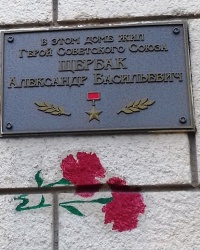 В ЭТОМ ДОМЕ ЖИЛ
ГЕРОЙ СОВЕТСКОГО СОЮЗА
ЩЕРБАК
АЛЕКСАНДР ВАСИЛЬЕВИЧ